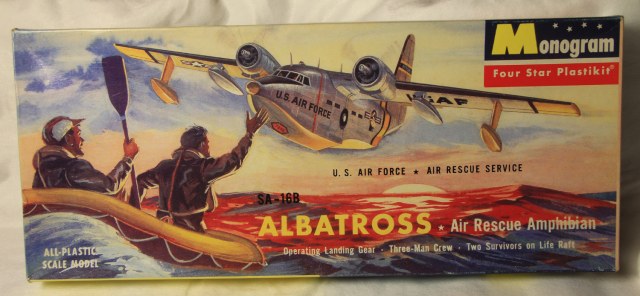 Monogram
Four Star Plastikit®
U.S. AIR FORCE
USAF
U.S. AIR FORCE ★ AIR RESCUE SERVICE
SA-16B
ALBATROSS ★ Air Rescue Amphibian
Operating Landing Gear · Three-Man Crew · Two Survivors on Life Raft
ALL-PLASTIC
SCALE MODEL